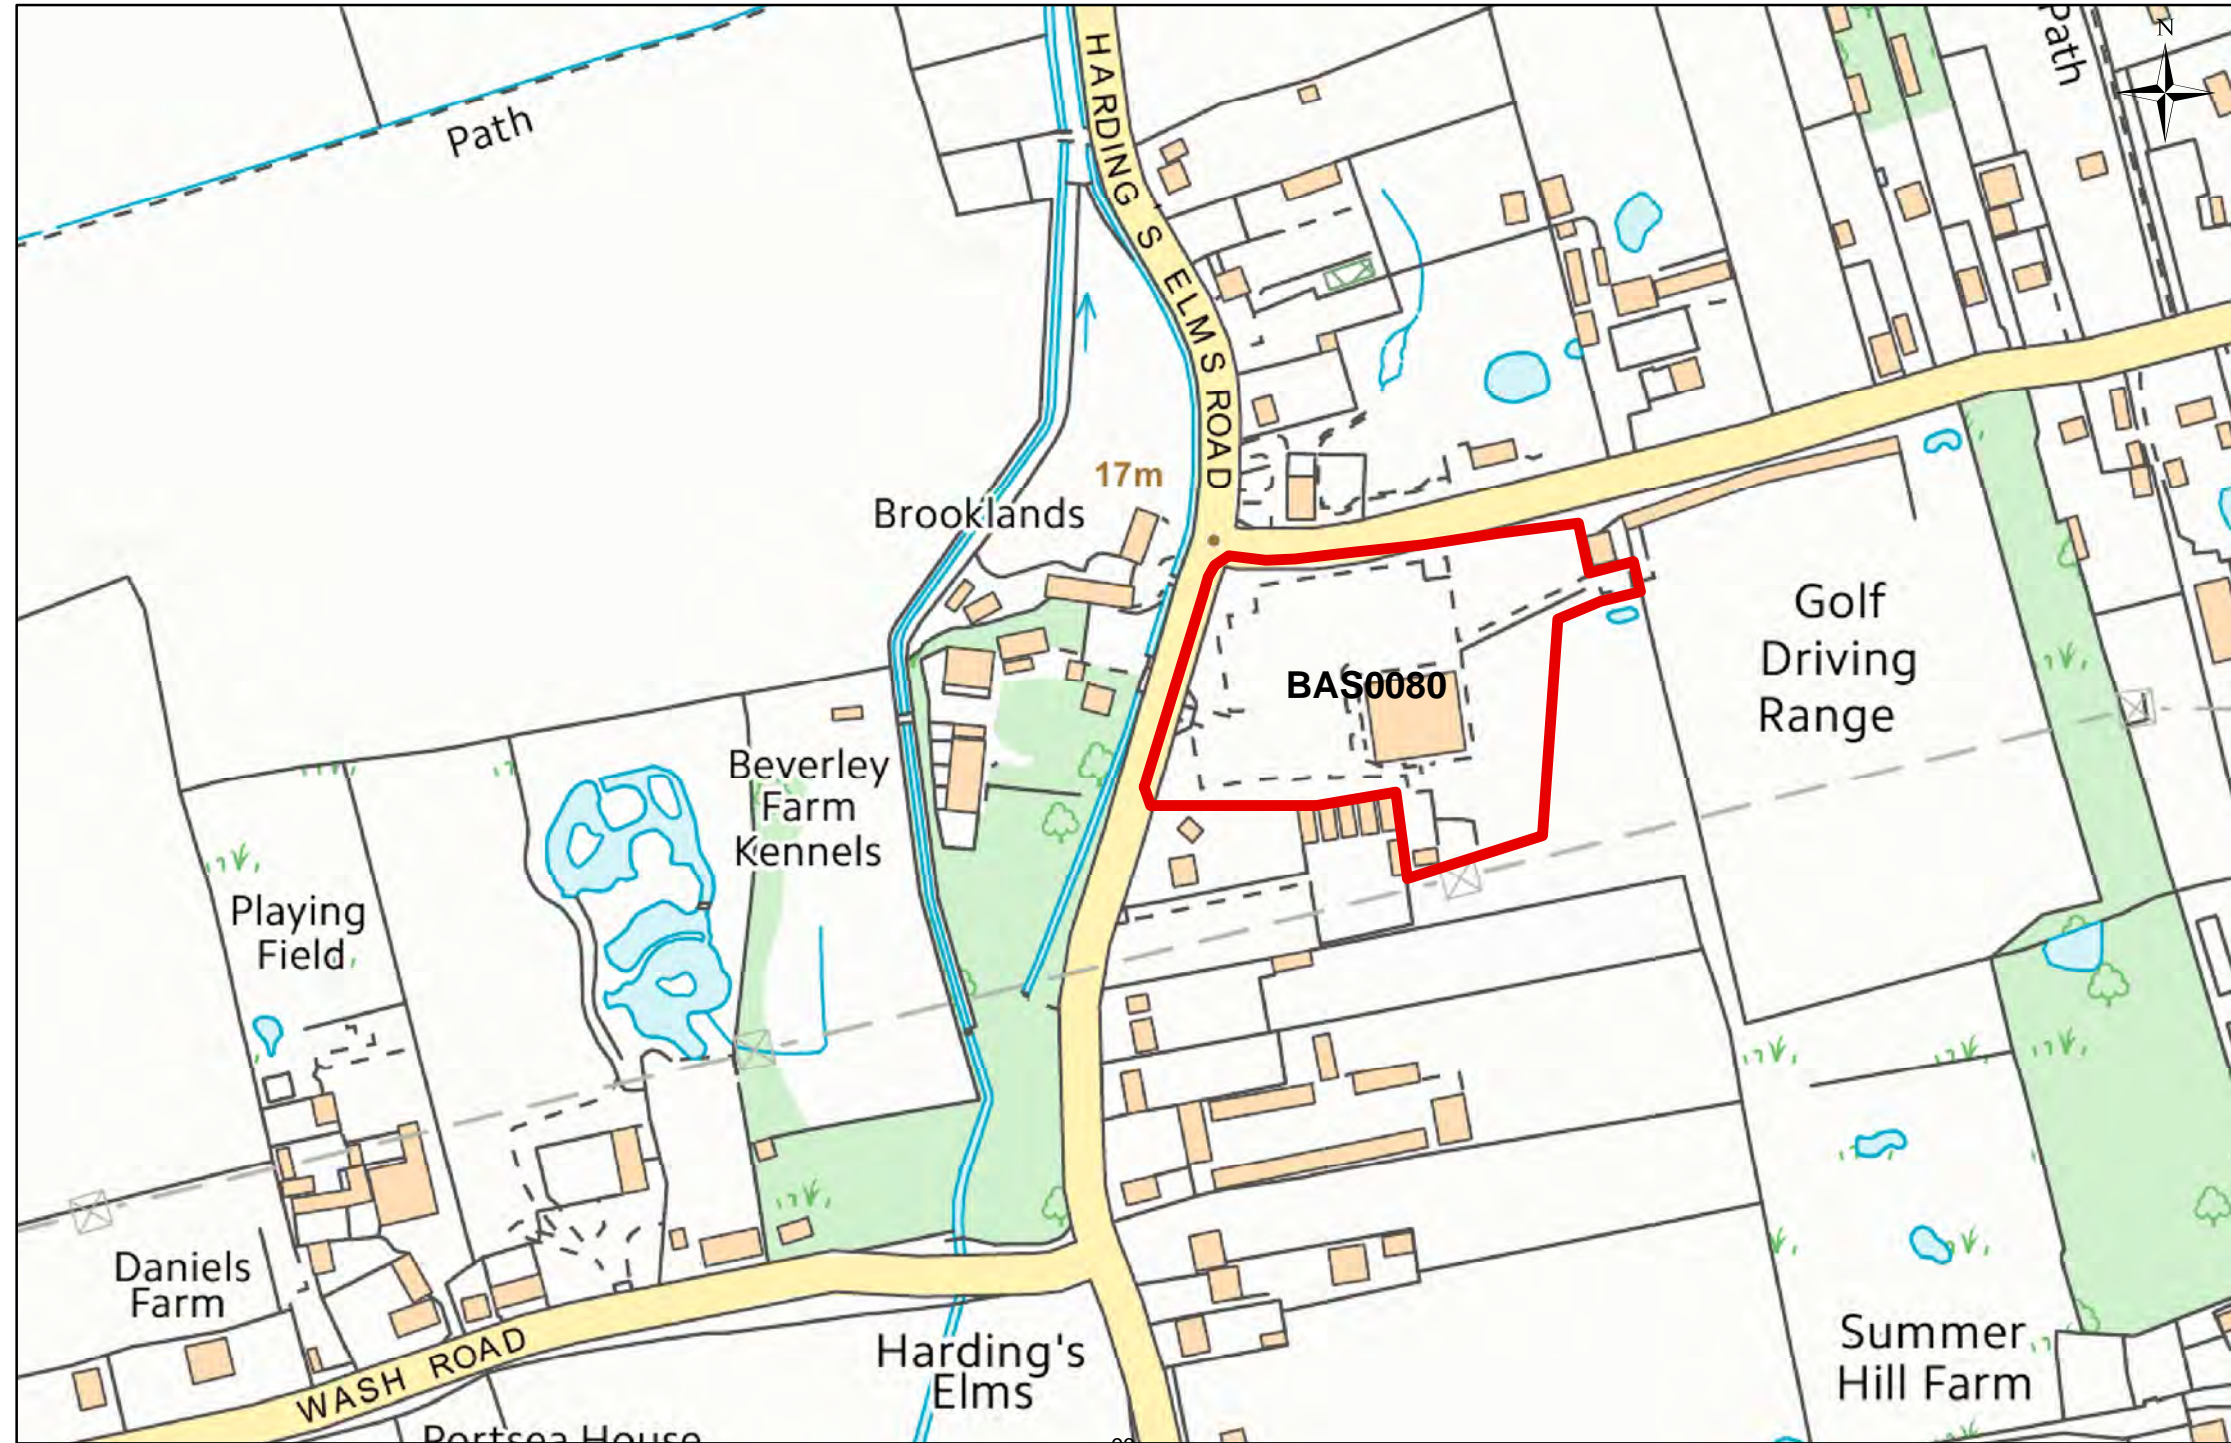 HARDING'S ELMS ROAD
Path
N
Path
17m
Brooklands
Golf
Driving
Range
BAS0080
Beverley
Farm
Kennels
Playing
Field
Daniels
Farm
WASH ROAD
Harding's
Elms
Summer
Hill Farm
Portsea House